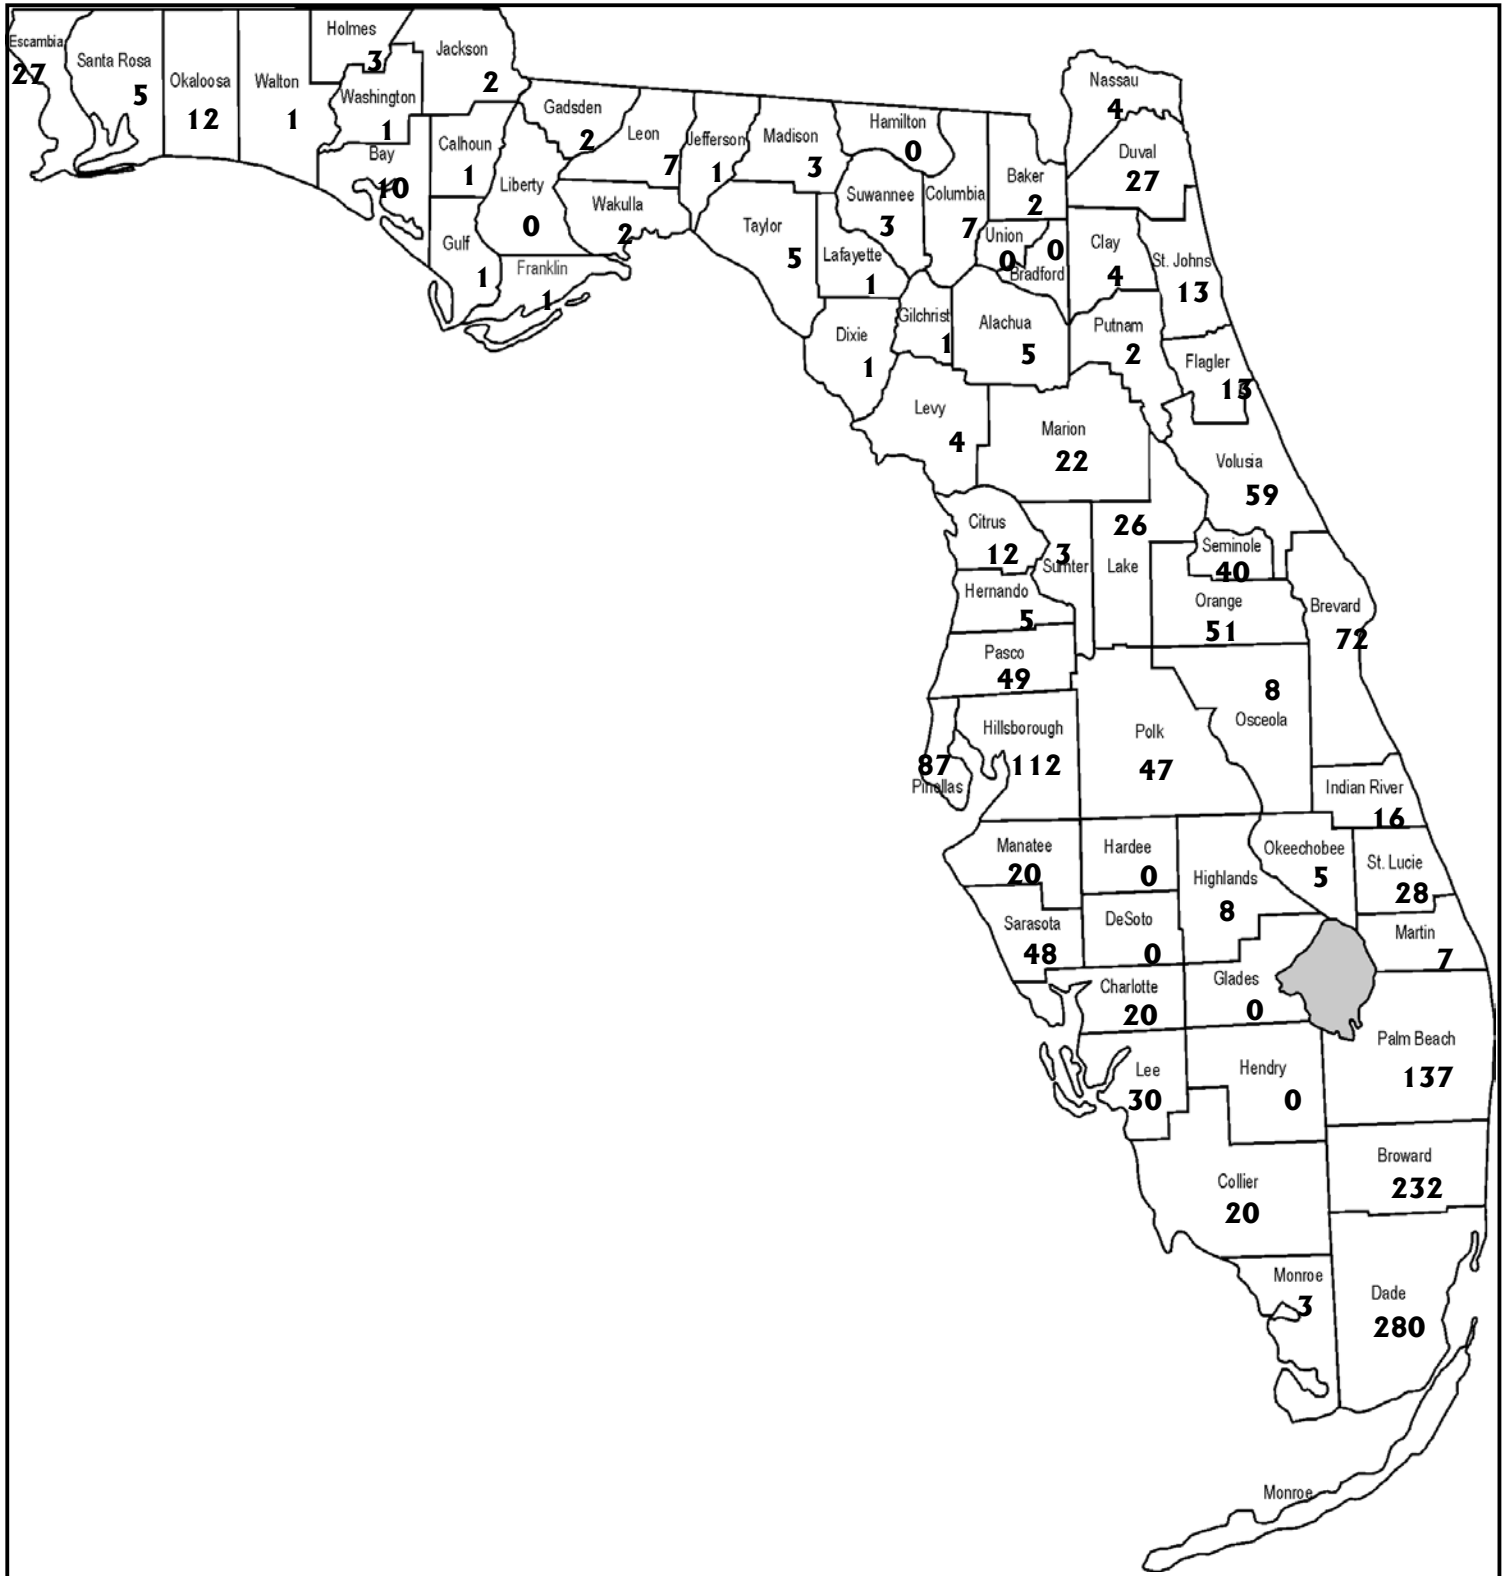 Escambia
27
Santa Rosa
5
Okaloosa
12
Walton
1
Holmes
3
Washington
1
Jackson
2
Bay
10
Calhoun
1
Gulf
1
Liberty
0
Franklin
1
Gadsden
2
Leon
7
Wakulla
2
Jefferson
1
Madison
3
Taylor
5
Hamilton
0
Suwannee
3
Lafayette
1
Dixie
1
Columbia
7
Gilchrist
1
Baker
2
Union
0
0
Bradford
Alachua
5
Levy
4
Nassau
4
Duval
27
Clay
4
St. Johns
13
Putnam
2
Flagler
13
Marion
22
Volusia
59
Citrus
12
3
Sumter
26
Lake
Seminole
40
Hernando
5
Orange
51
Brevard
72
Pasco
49
8
Osceola
Hillsborough
112
87
Pinellas
Polk
47
Indian River
16
Manatee
20
Hardee
0
Highlands
8
Okeechobee
5
St. Lucie
28
Sarasota
48
DeSoto
0
Martin
7
Charlotte
20
Glades
0
Palm Beach
137
Lee
30
Hendry
0
Broward
232
Collier
20
Monroe
3
Dade
280
Monroe